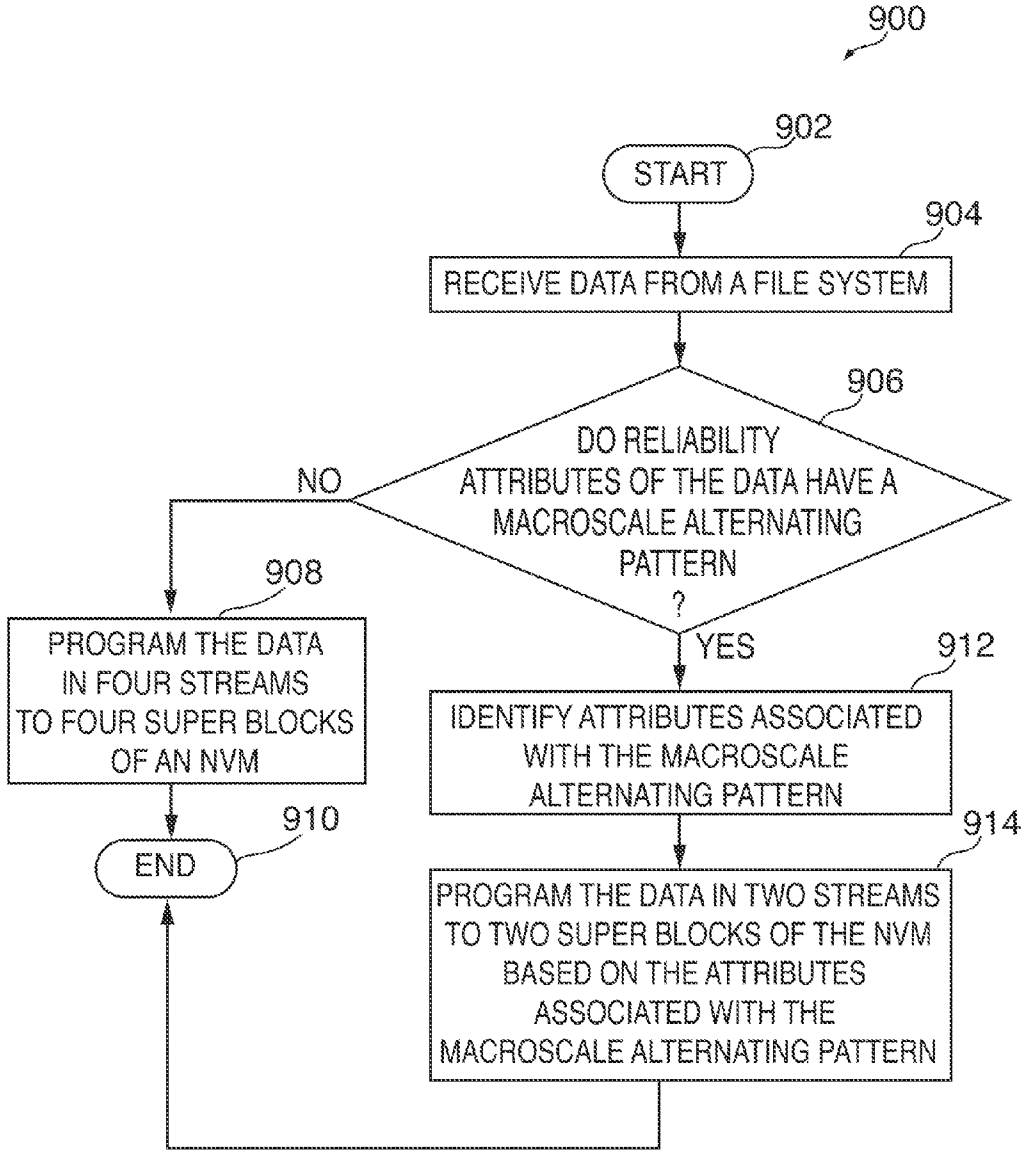 900
902
START
904
RECEIVE DATA FROM A FILE SYSTEM
906
DO RELIABILITY
ATTRIBUTES OF THE DATA HAVE A
MACROSCALE ALTERNATING
PATTERN
?
NO
YES
908
PROGRAM THE DATA
IN FOUR STREAMS
TO FOUR SUPER BLOCKS
OF AN NVM
910
END
912
IDENTIFY ATTRIBUTES ASSOCIATED
WITH THE MACROSCALE
ALTERNATING PATTERN
914
PROGRAM THE DATA IN TWO STREAMS
TO TWO SUPER BLOCKS OF THE NVM
BASED ON THE ATTRIBUTES
ASSOCIATED WITH THE
MACROSCALE ALTERNATING PATTERN